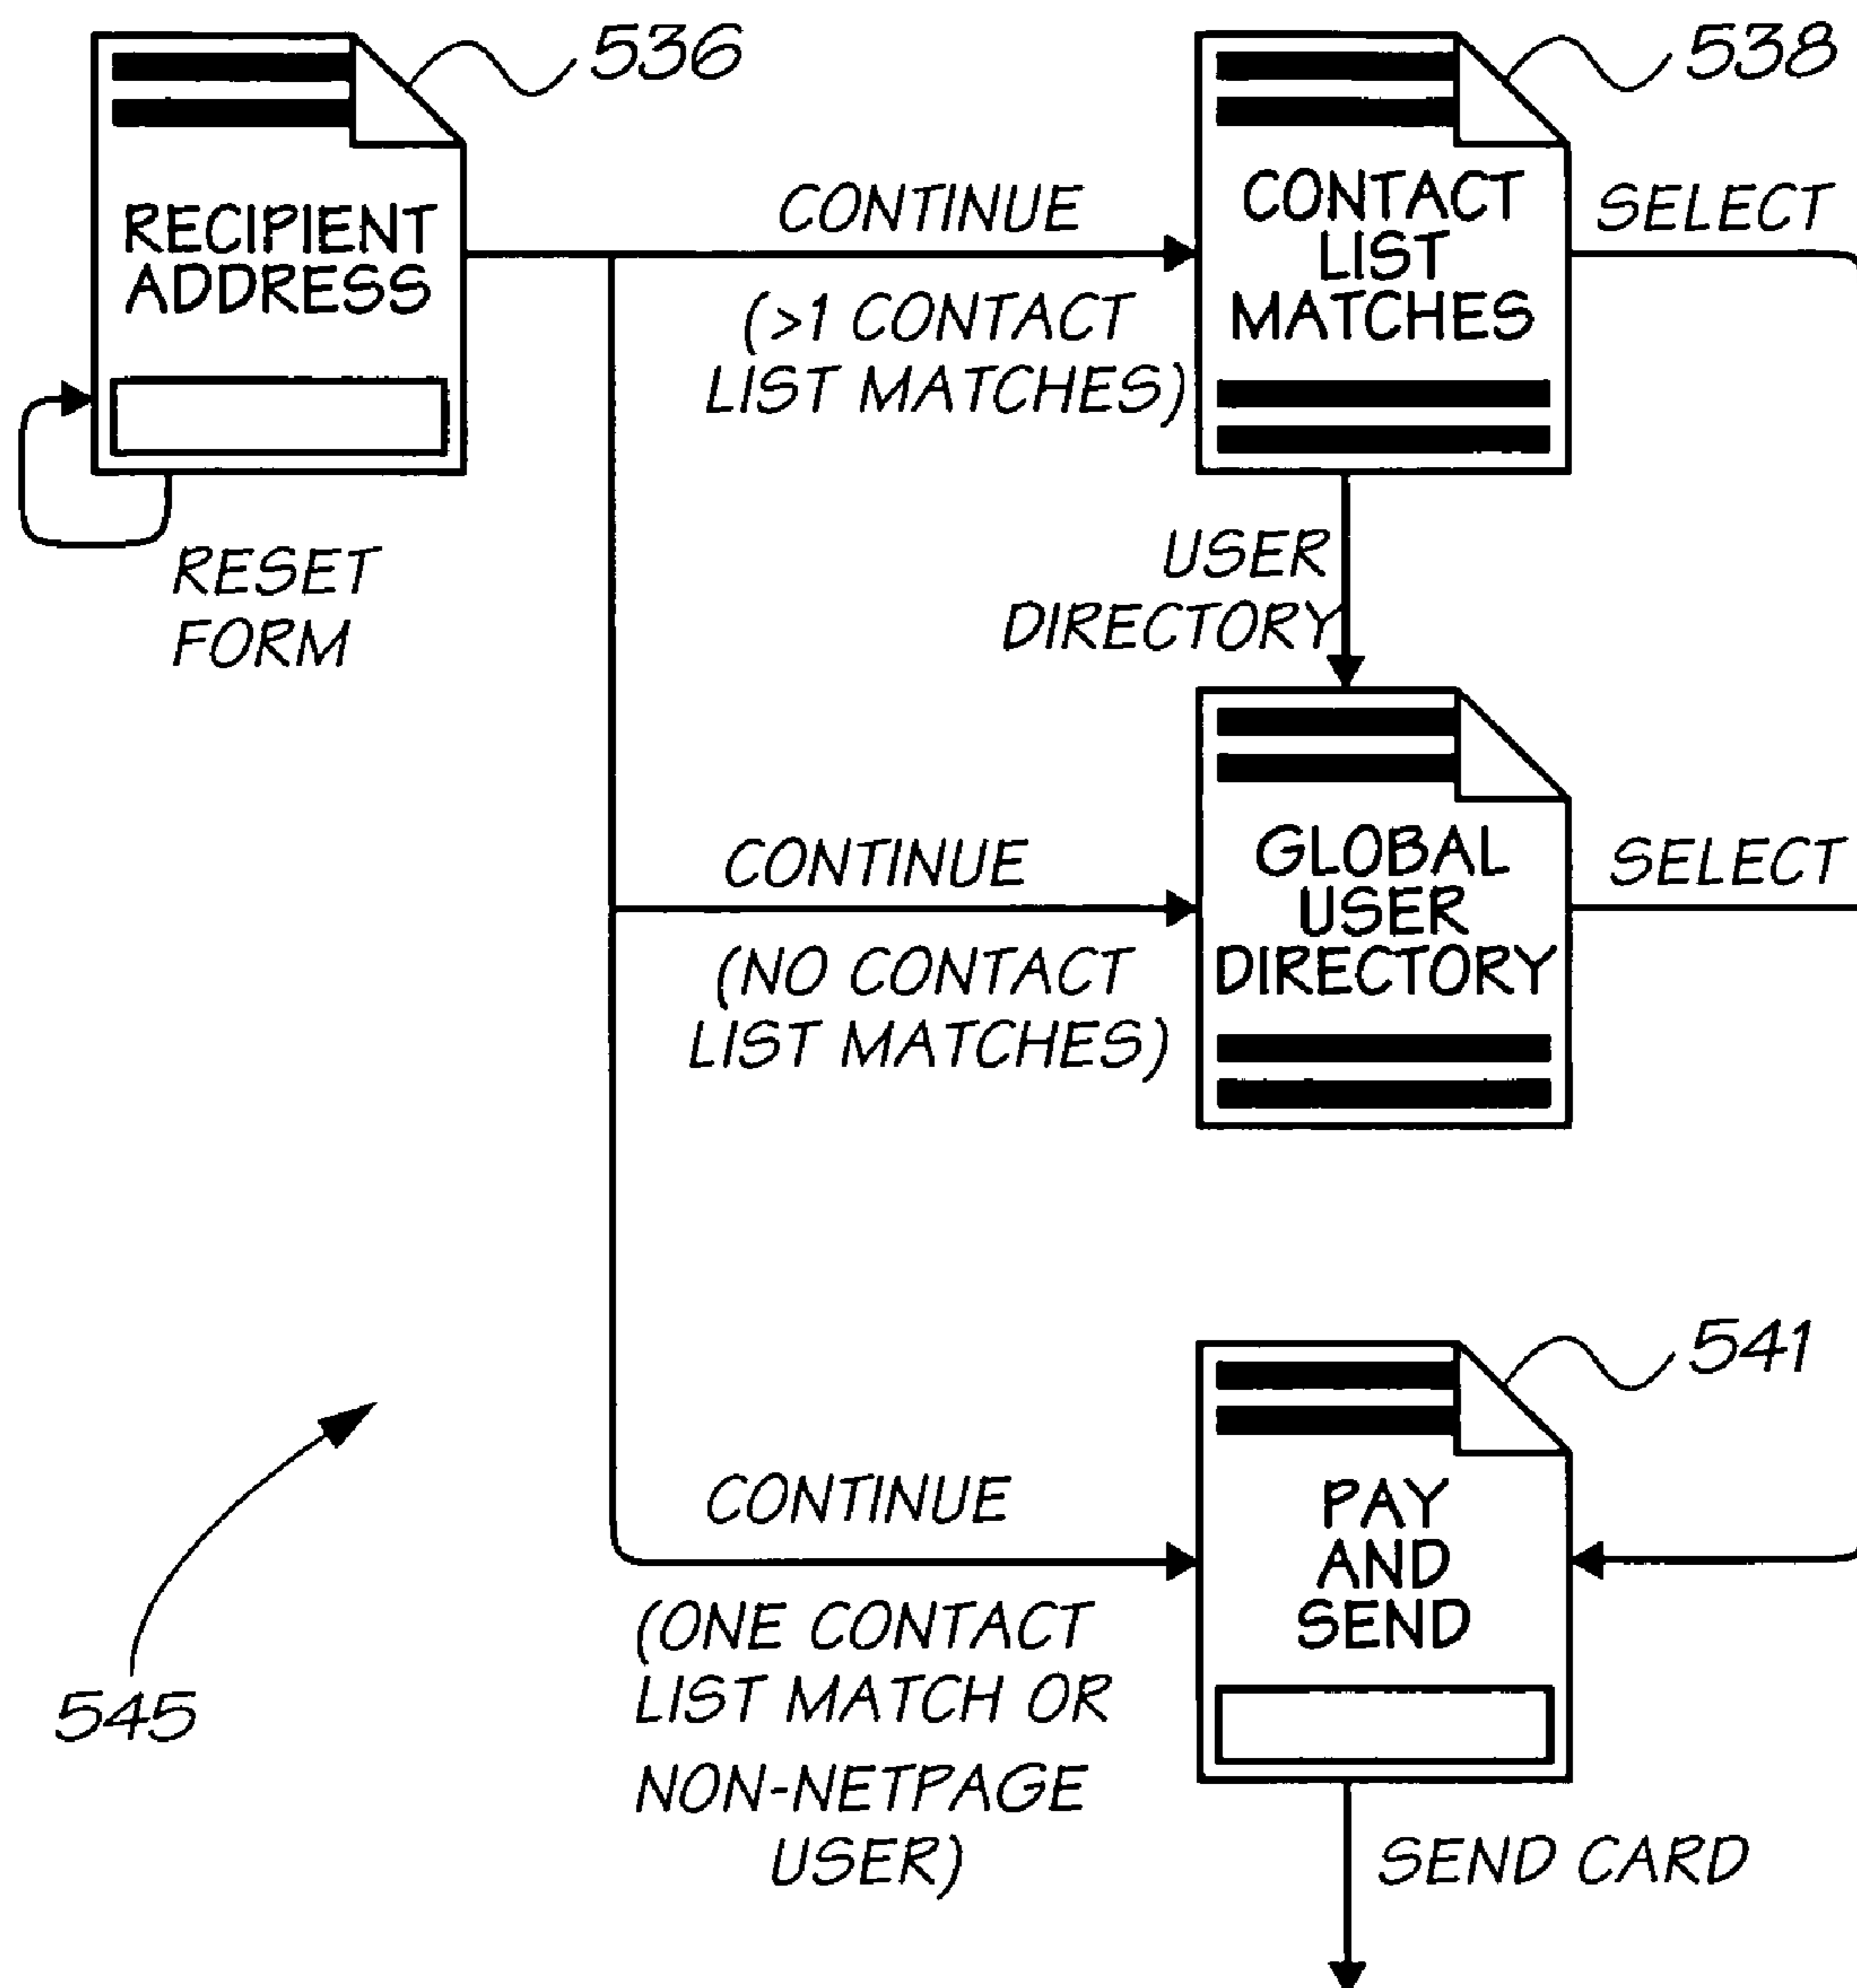 536
538
RECIPIENT
ADDRESS
CONTINUE
(>1 CONTACT
LIST MATCHES)
CONTACT
LIST
MATCHES
SELECT
RESET
FORM
USER
DIRECTORY
CONTINUE
(NO CONTACT
LIST MATCHES)
GLOBAL
USER
DIRECTORY
SELECT
541
CONTINUE
(ONE CONTACT
LIST MATCH OR
NON-NETPAGE
USER)
PAY
AND
SEND
545
SEND CARD